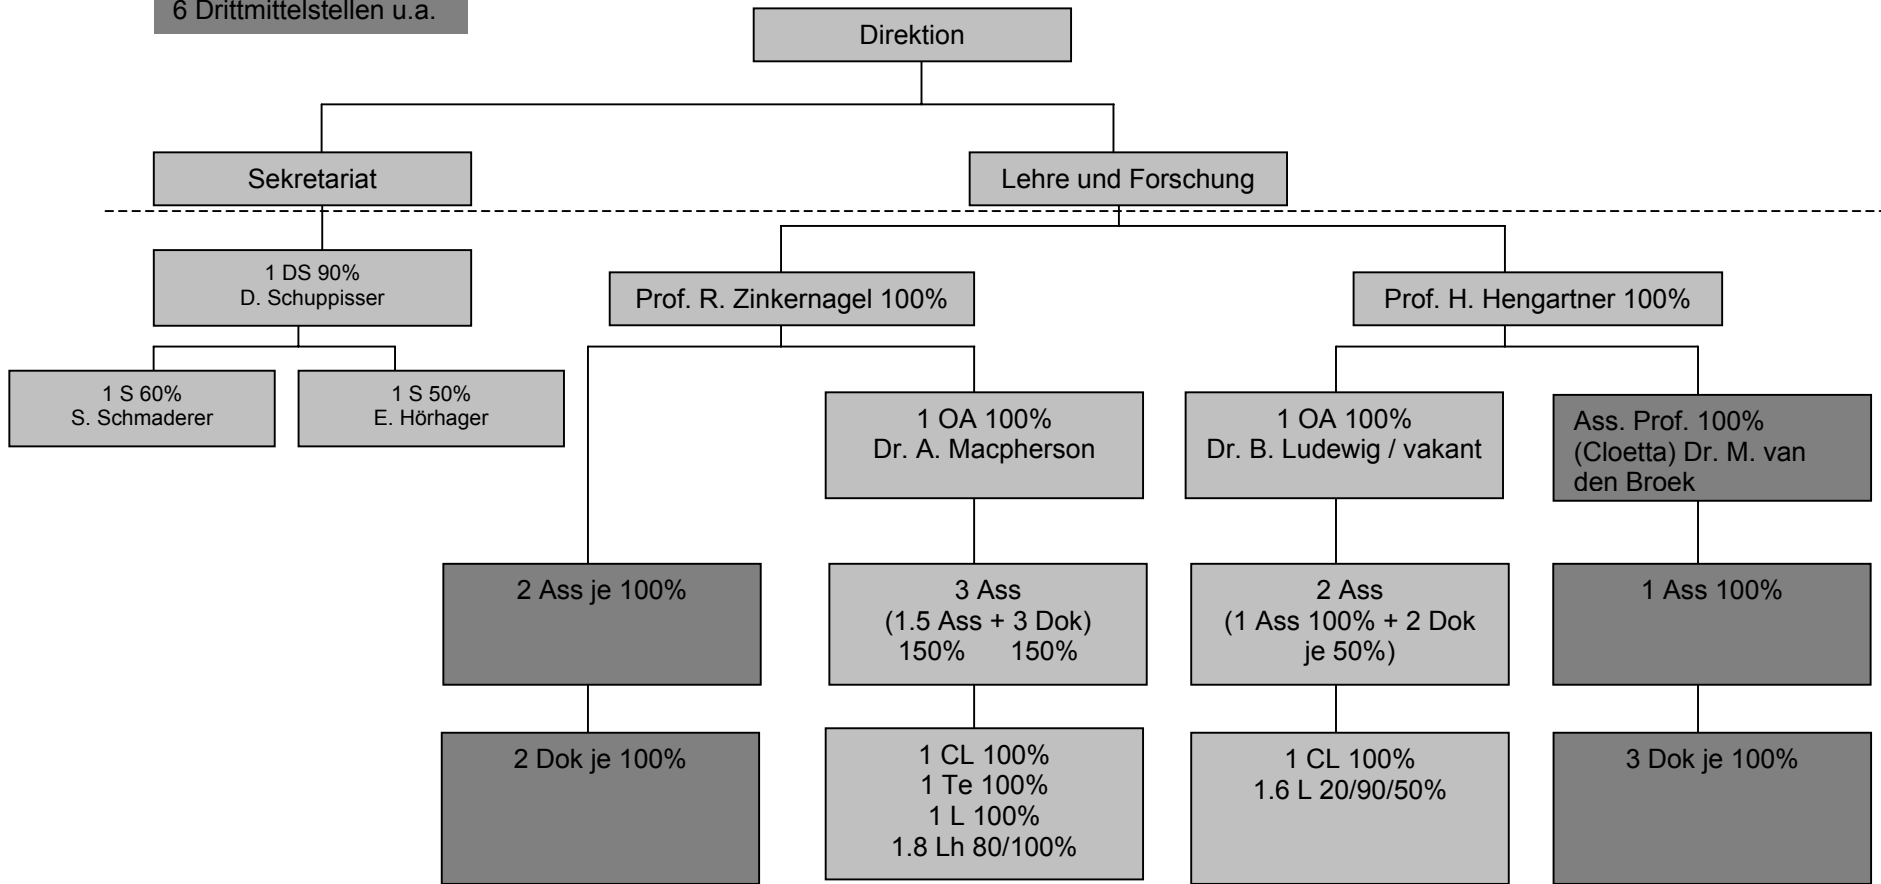 6 Drittmittelstellen u.a.
Direktion
Sekretariat
Lehre und Forschung
1 DS 90%
D. Schuppisser
Prof. R. Zinkernagel 100%
Prof. H. Hengartner 100%
1 S 60%
S. Schmaderer
1 S 50%
E. Hörhager
1 OA 100%
Dr. A. Macpherson
1 OA 100%
Dr. B. Ludewig / vakant
Ass. Prof. 100%
(Cloetta) Dr. M. van
den Broek
2 Ass je 100%
3 Ass
(1.5 Ass + 3 Dok)
150% 150%
2 Ass
(1 Ass 100% + 2 Dok
je 50%)
1 Ass 100%
2 Dok je 100%
1 CL 100%
1 Te 100%
1 L 100%
1.8 Lh 80/100%
1 CL 100%
1.6 L 20/90/50%
3 Dok je 100%